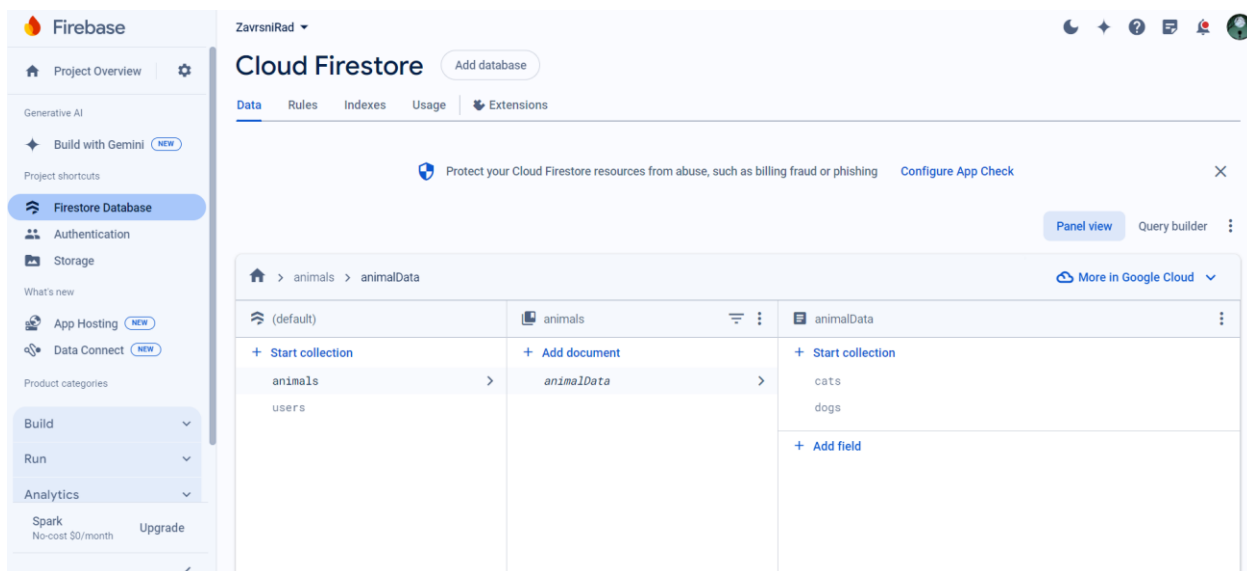 Firebase
Project Overview
Generative AI
Build with Gemini NEW
Project shortcuts
Firestore Database
Authentication
Storage
What's new
App Hosting NEW
Data Connect NEW
Product categories
Build
Run
Analytics
Spark
No-cost $0/month
Upgrade
ZavrsniRad
Cloud Firestore Add database
Data Rules Indexes Usage Extensions
Protect your Cloud Firestore resources from abuse, such as billing fraud or phishing Configure App Check
Panel view Query builder
> animals > animalData More in Google Cloud
(default) animals animalData
+ Start collection + Add document + Start collection
animals animalData cats
users dogs
+ Add field